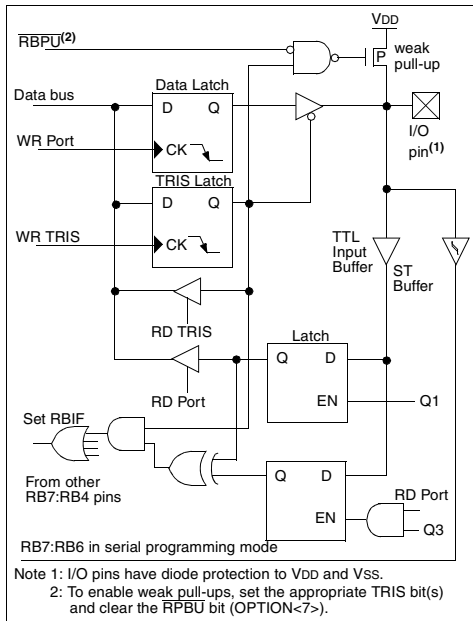 VDD
RBPU(2)
P
weak
pull-up
Data Latch
Data bus
D
Q
I/O
pin(1)
WR Port
CK
TRIS Latch
D
Q
WR TRIS
CK
TTL
Input
Buffer
ST
Buffer
RD TRIS
Latch
Q
D
RD Port
EN
Q1
Set RBIF
From other
RB7:RB4 pins
Q
D
RD Port
EN
Q3
RB7:RB6 in serial programming mode
Note 1: I/O pins have diode protection to VDD and VSS.
2: To enable weak pull-ups, set the appropriate TRIS bit(s)
and clear the RPBU bit (OPTION<7>).